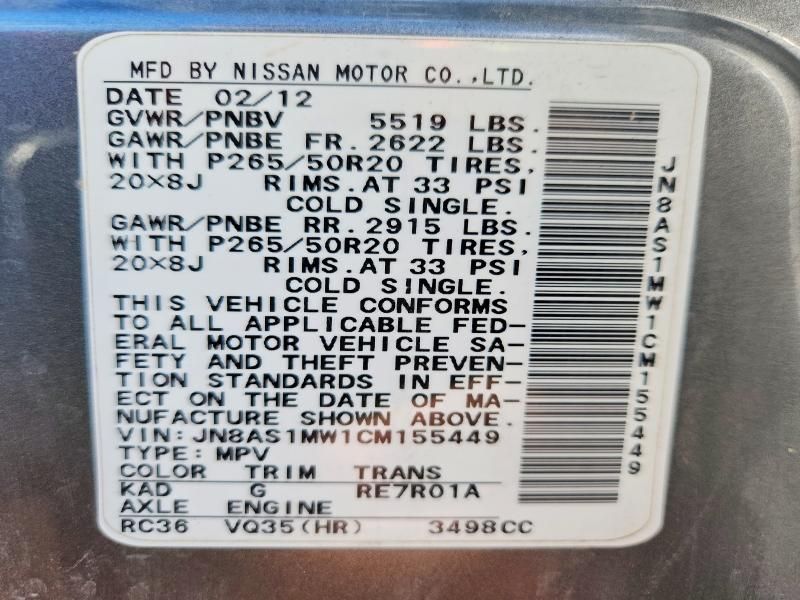 MFD BY NISSAN MOTOR CO.,LTD.
DATE 02/12
GVWR/PNBV 5519 LBS.
GAWR/PNBE FR. 2622 LBS.
WITH P265/50R20 TIRES,
20×8J RIMS.AT 33 PSI
COLD SINGLE.
GAWR/PNBE RR. 2915 LBS.
WITH P265/50R20 TIRES,
20×8J RIMS.AT 33 PSI
COLD SINGLE.
THIS VEHICLE CONFORMS
TO ALL APPLICABLE FED-
ERAL MOTOR VEHICLE SA-
FETY AND THEFT PREVEN-
TION STANDARDS IN EFF-
ECT ON THE DATE OF MA-
NUFACTURE SHOWN ABOVE.
VIN:JN8AS1MW1CM155449
TYPE:MPV
COLOR TRIM TRANS
KAD G RE7R01A
AXLE ENGINE
RC36 VQ35(HR) 3498CC
JN8AS1MW1CM155449